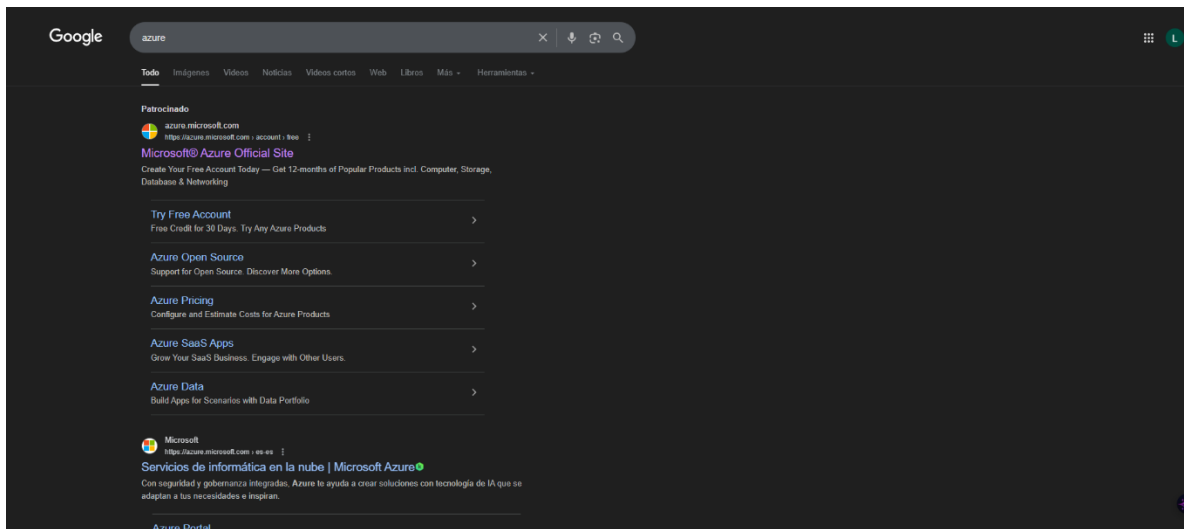 Google
azure
L
Todo Imágenes Videos Noticias Videos cortos Web Libros Más Herramientas
Patrocinado
azure.microsoft.com
https://azure.microsoft.com › account › free
Microsoft® Azure Official Site
Create Your Free Account Today — Get 12-months of Popular Products incl. Computer, Storage,
Database & Networking
Try Free Account
Free Credit for 30 Days. Try Any Azure Products
Azure Open Source
Support for Open Source. Discover More Options.
Azure Pricing
Configure and Estimate Costs for Azure Products
Azure SaaS Apps
Grow Your SaaS Business. Engage with Other Users.
Azure Data
Build Apps for Scenarios with Data Portfolio
Microsoft
https://azure.microsoft.com › es-es
Servicios de informática en la nube | Microsoft Azure
Con seguridad y gobernanza integradas, Azure te ayuda a crear soluciones con tecnología de IA que se
adaptan a tus necesidades e inspiran.
Azure Portal